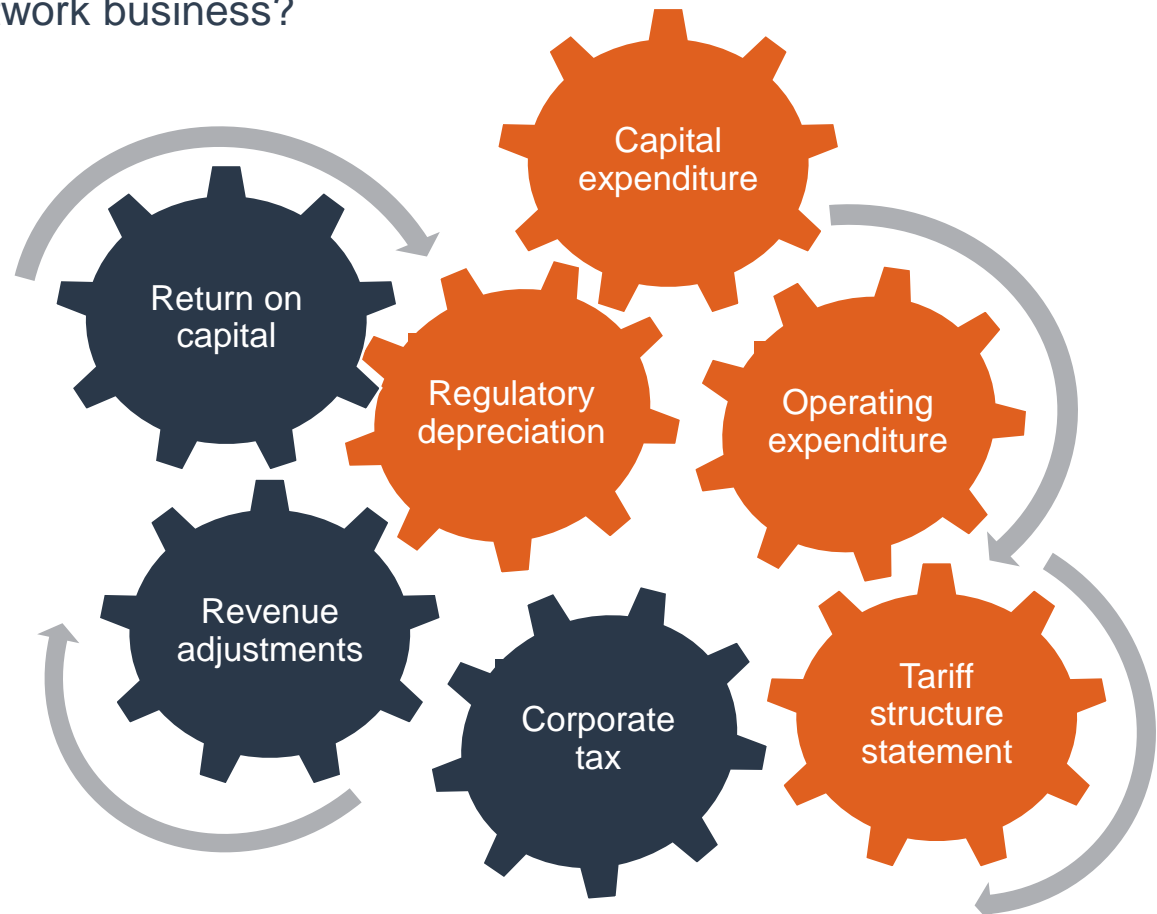 work business?
Capital
expenditure
Return on
capital
Regulatory
depreciation
Operating
expenditure
Revenue
adjustments
Corporate
tax
Tariff
structure
statement